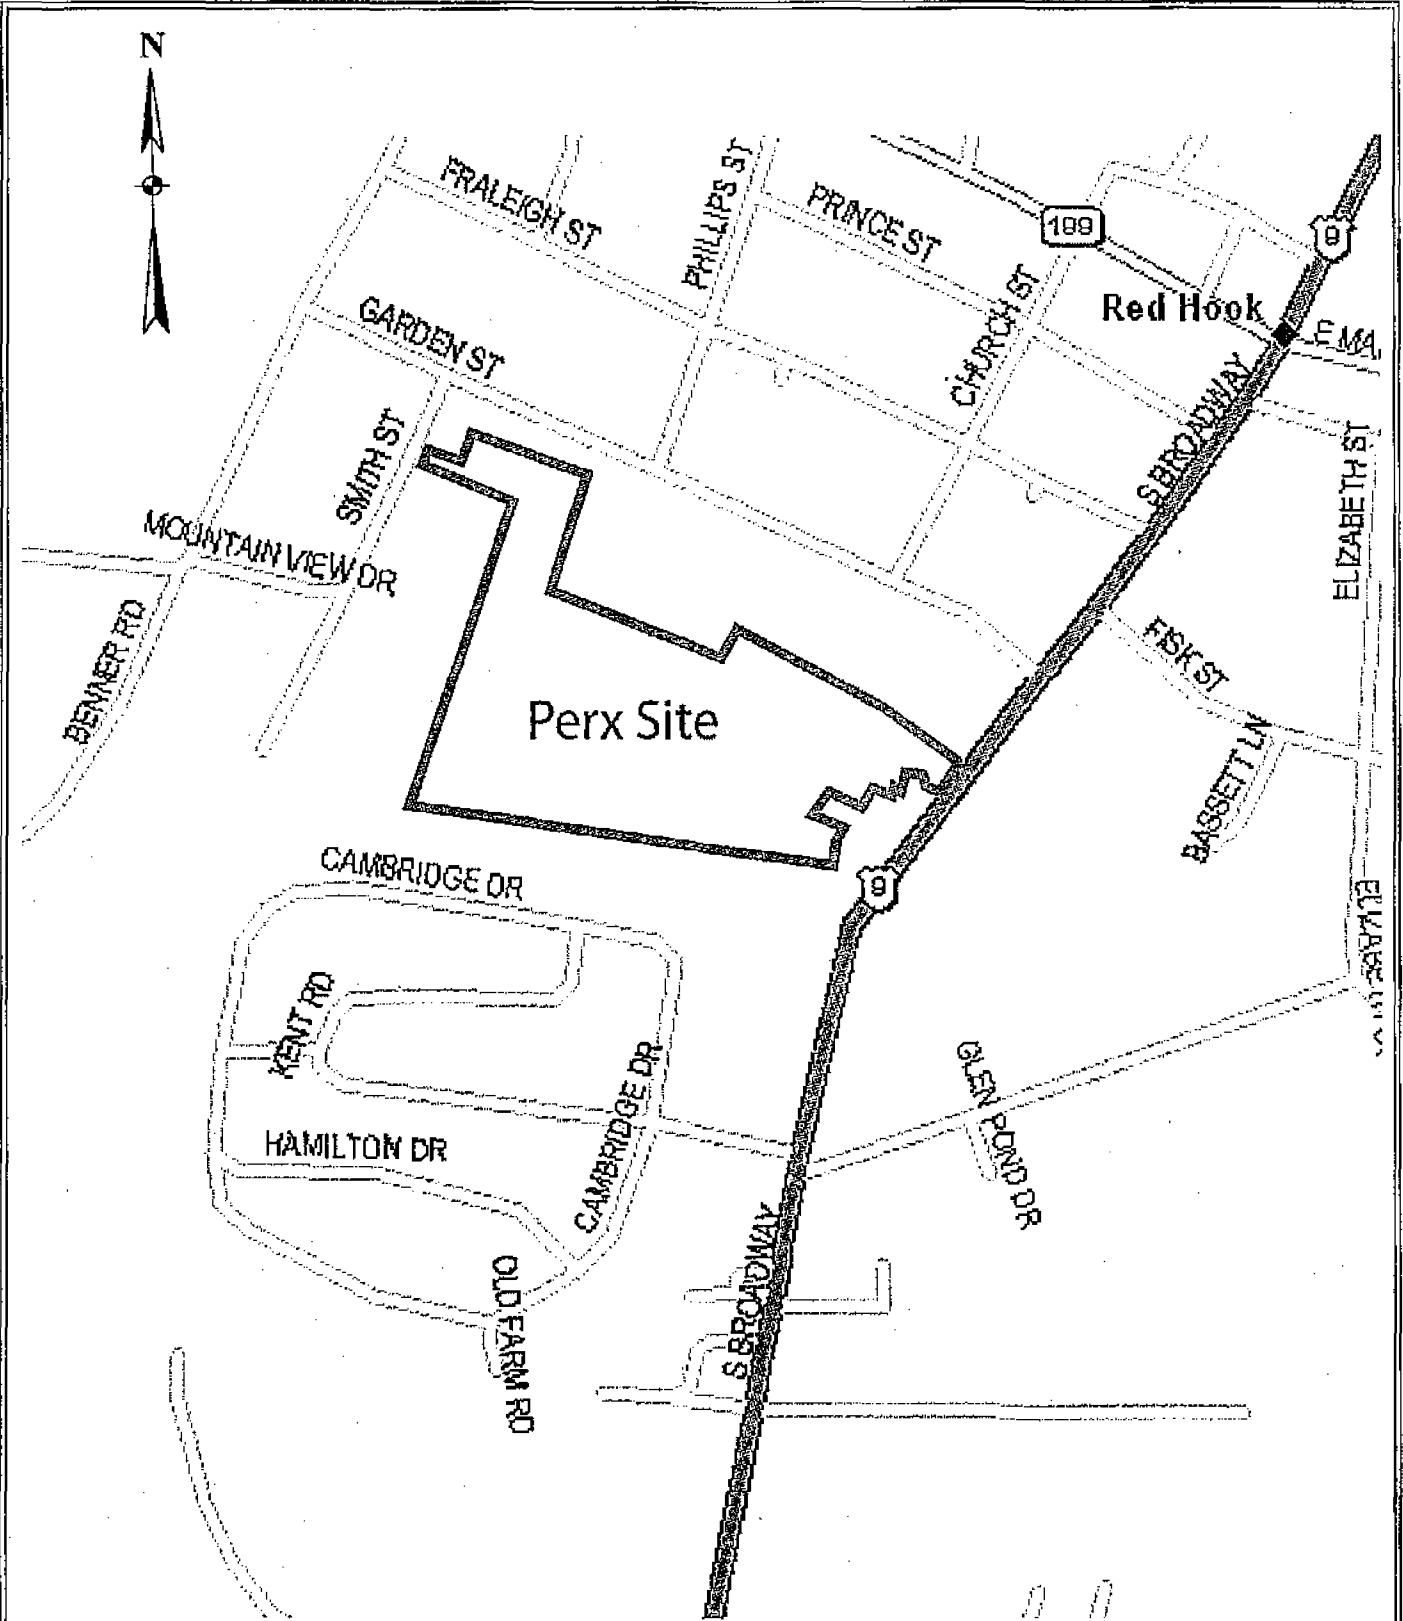 N
FRALEIGH ST
PHILLIPS ST
PRINCE ST
199
9
Red Hook
E MA
GARDEN ST
CHURCH ST
S BROADWAY
SMITH ST
ELIZABETH ST
MOUNTAIN VIEW DR
BENNER RD
FISK ST
Perx Site
BASSETT LN
CAMBRIDGE DR
9
KENT RD
GLEN POND DR
CAMBRIDGE DR
HAMILTON DR
S BROADWAY
OLD FARM RD